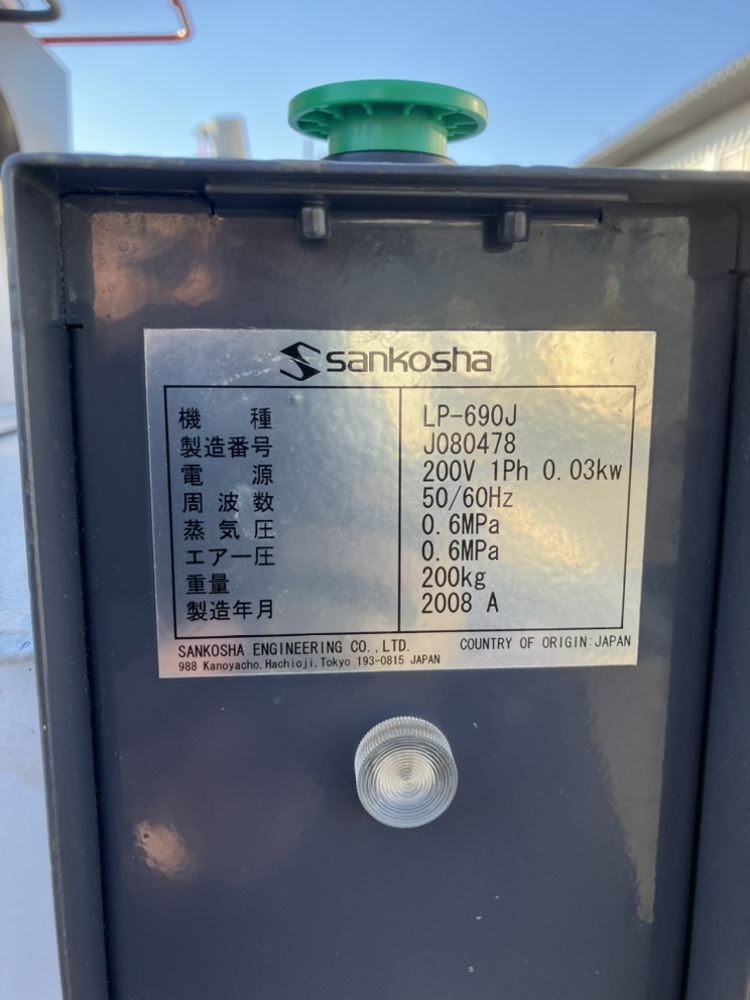 sankosha
機種 LP-690J
製造番号 J080478
電源 200V 1Ph 0.03kw
周波数 50/60Hz
蒸気圧 0.6MPa
エアー圧 0.6MPa
重量 200kg
製造年月 2008 A
SANKOSHA ENGINEERING CO.,LTD. COUNTRY OF ORIGIN:JAPAN
988 Kanoyacho,Hachioji,Tokyo 193-0815 JAPAN